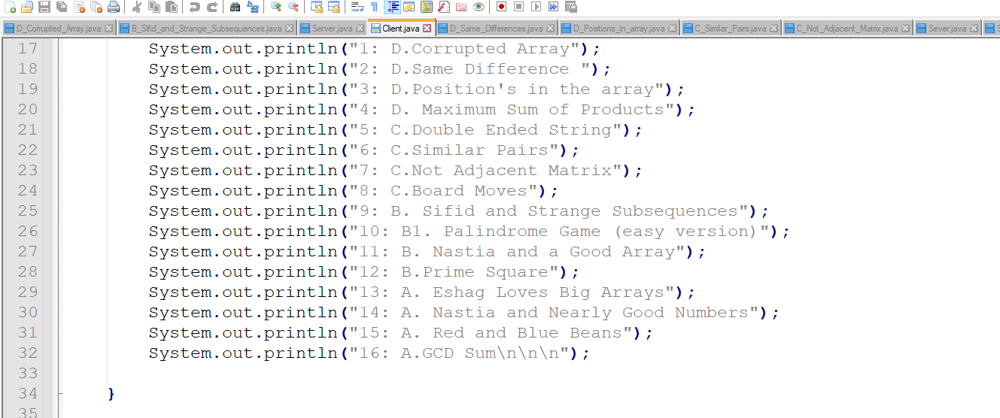 D_Corrupted_Array.java B_Sifid_and_Strange_Subsequences.java Server.java Client.java D_Same_Differences.java D_Positions_in_array.java C_Similar_Pairs.java C_Not_Adjacent_Matrix.java Sever.java S
17 System.out.println("1: D.Corrupted Array");
18 System.out.println("2: D.Same Difference ");
19 System.out.println("3: D.Position's in the array");
20 System.out.println("4: D. Maximum Sum of Products");
21 System.out.println("5: C.Double Ended String");
22 System.out.println("6: C.Similar Pairs");
23 System.out.println("7: C.Not Adjacent Matrix");
24 System.out.println("8: C.Board Moves");
25 System.out.println("9: B. Sifid and Strange Subsequences");
26 System.out.println("10: B1. Palindrome Game (easy version)");
27 System.out.println("11: B. Nastia and a Good Array");
28 System.out.println("12: B.Prime Square");
29 System.out.println("13: A. Eshag Loves Big Arrays");
30 System.out.println("14: A. Nastia and Nearly Good Numbers");
31 System.out.println("15: A. Red and Blue Beans");
32 System.out.println("16: A.GCD Sum\n\n\n");
33
34 }
35